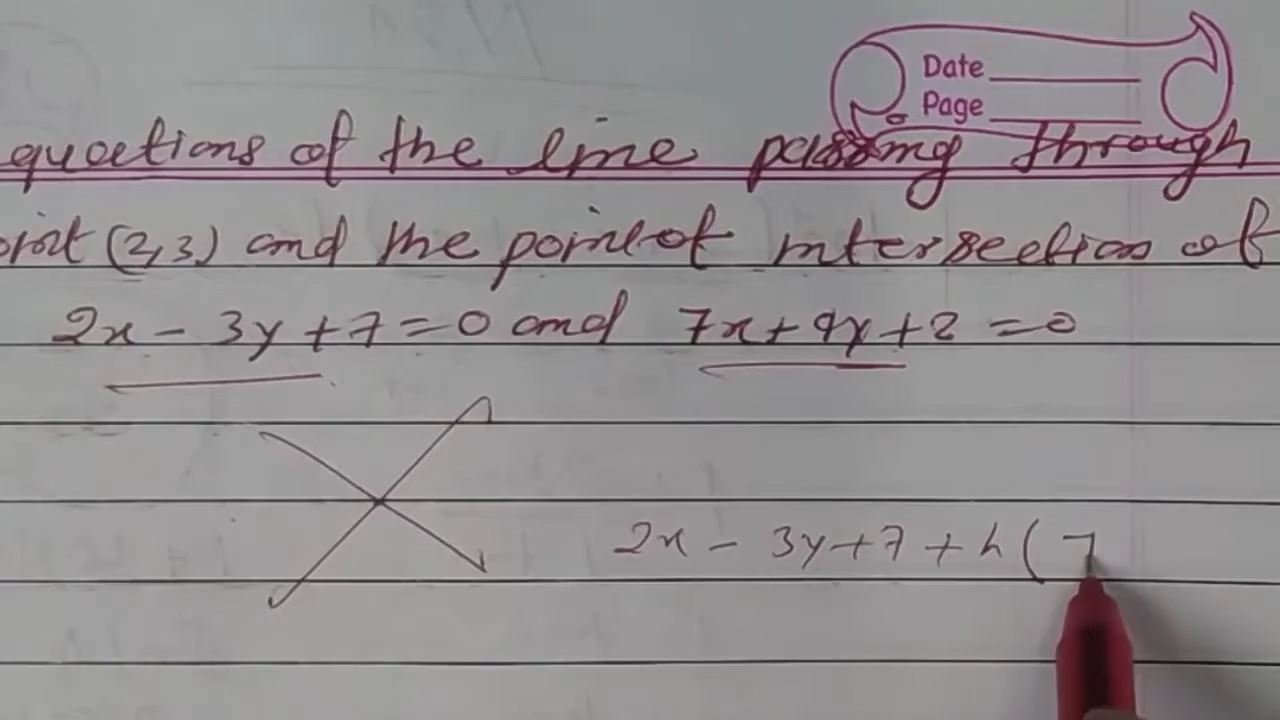 Date
Page
quations of the line passing through
oint (2,3) and the point of intersection of
2x - 3y + 7 = 0 and 7x + 4y + 2 = 0
2x - 3y + 7 + h ( 7